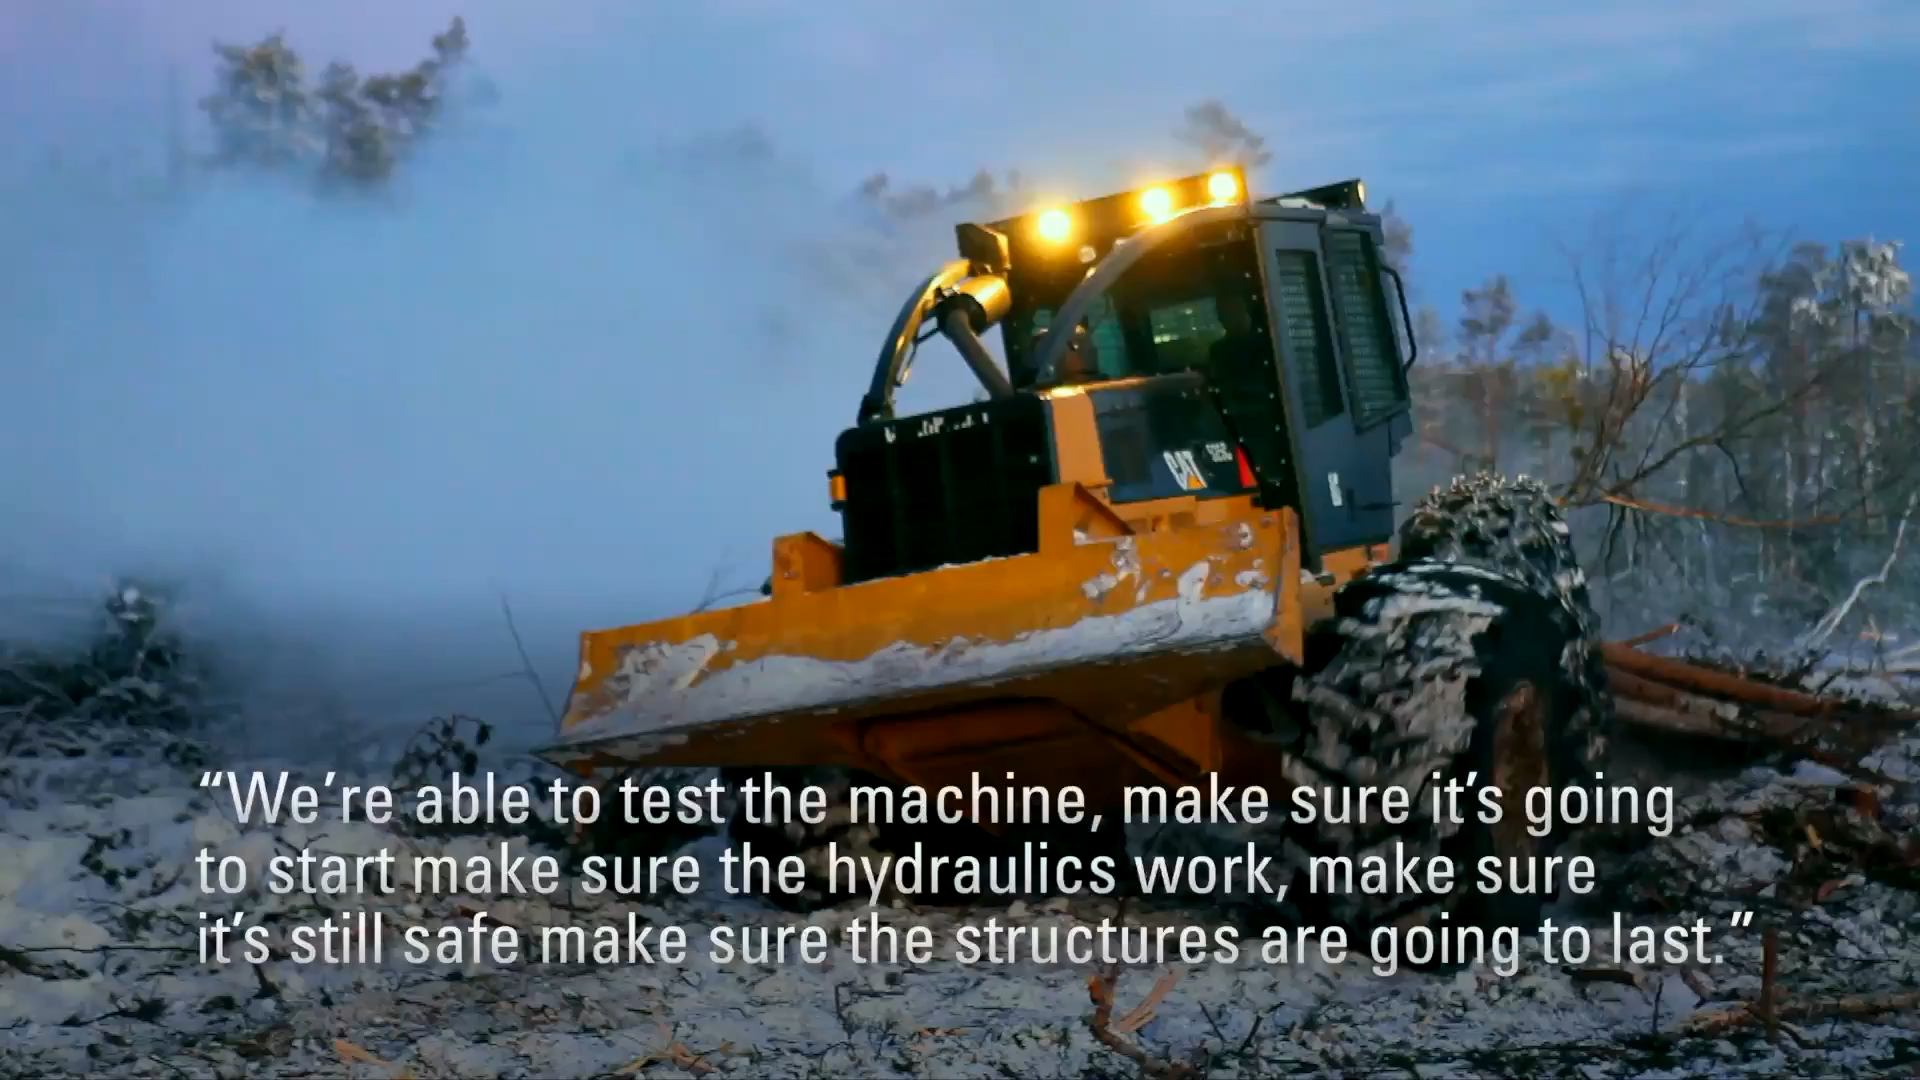 CAT
“We’re able to test the machine, make sure it’s going
to start make sure the hydraulics work, make sure
it’s still safe make sure the structures are going to last.”